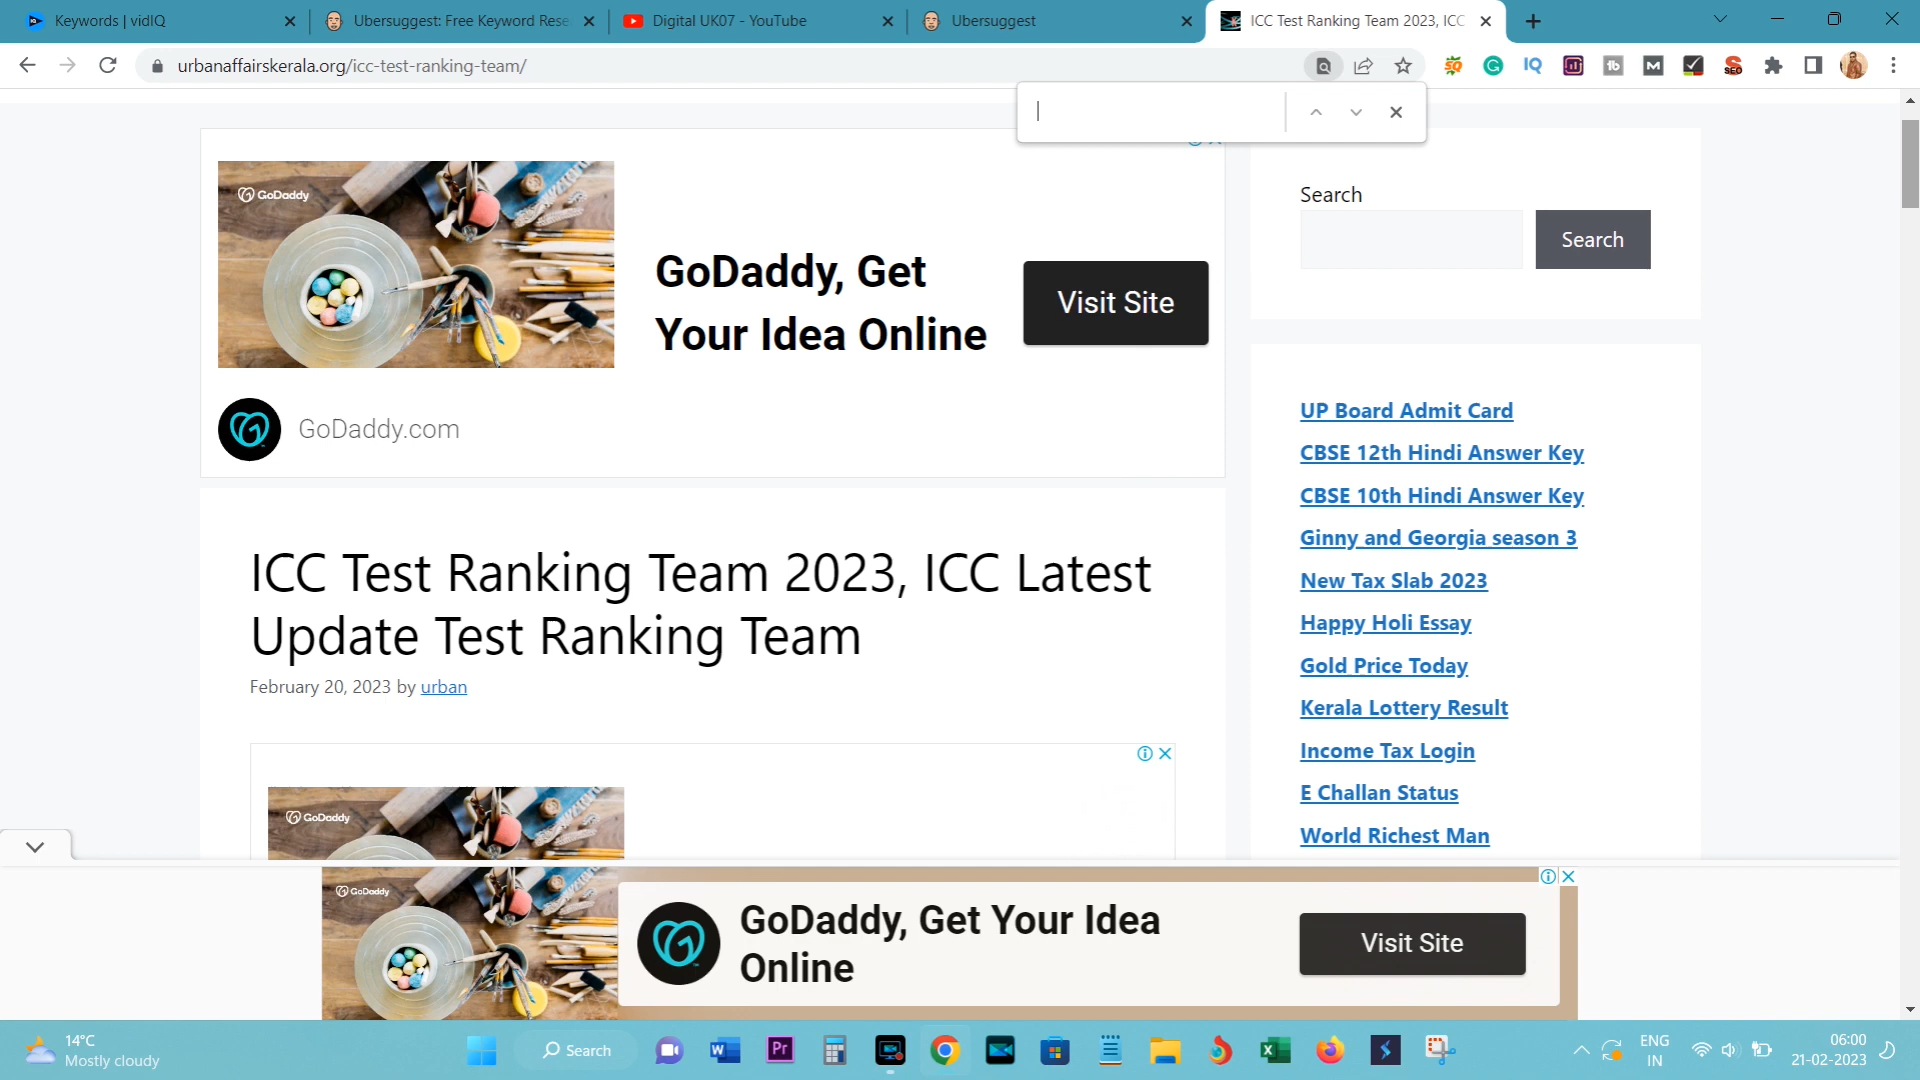 Keywords | vidIQ
Ubersuggest: Free Keyword Rese
Digital UK07 - YouTube
Ubersuggest
ICC Test Ranking Team 2023, ICC
urbanaffairskerala.org/icc-test-ranking-team/
GoDaddy
GoDaddy, Get
Your Idea Online
Visit Site
GoDaddy.com
Search
Search
ICC Test Ranking Team 2023, ICC Latest
Update Test Ranking Team
February 20, 2023 by urban
UP Board Admit Card
CBSE 12th Hindi Answer Key
CBSE 10th Hindi Answer Key
Ginny and Georgia season 3
New Tax Slab 2023
Happy Holi Essay
Gold Price Today
Kerala Lottery Result
Income Tax Login
E Challan Status
World Richest Man
GoDaddy
GoDaddy
GoDaddy, Get Your Idea
Online
Visit Site
14°C
Mostly cloudy
Search
ENG
IN
06:00
21-02-2023